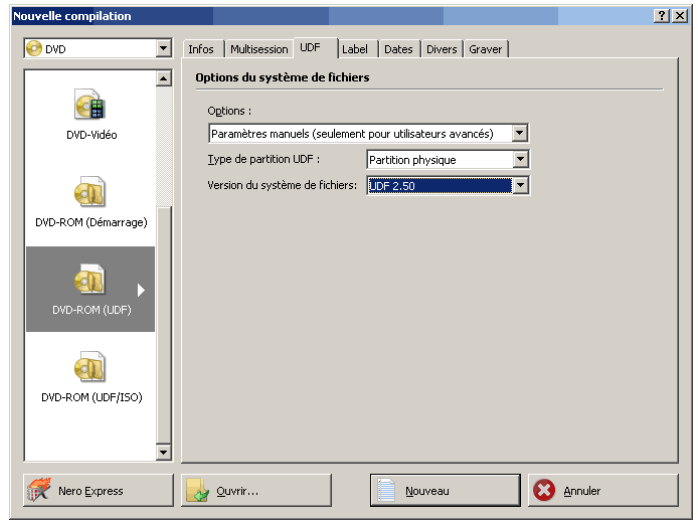 Nouvelle compilation
DVD
Infos Multisession UDF Label Dates Divers Graver
Options du système de fichiers
Options :
Paramètres manuels (seulement pour utilisateurs avancés)
Type de partition UDF : Partition physique
Version du système de fichiers: UDF 2.50
DVD-Vidéo
DVD-ROM (Démarrage)
DVD-ROM (UDF)
DVD-ROM (UDF/ISO)
Nero Express Ouvrir... Nouveau Annuler